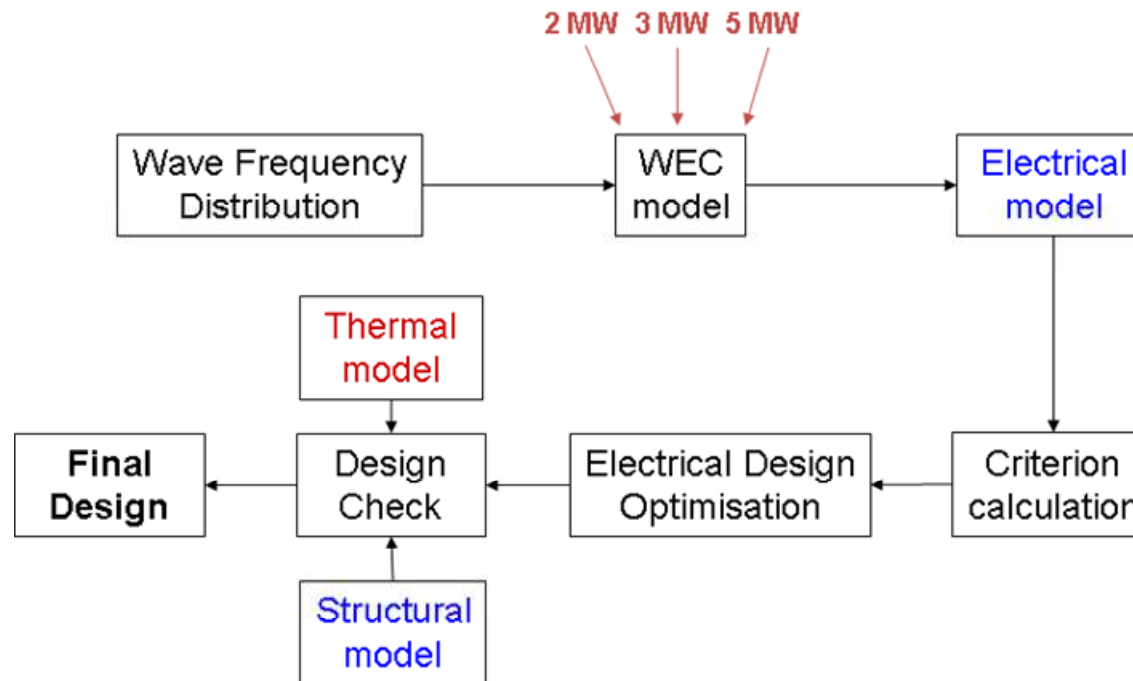 2 MW 3 MW 5 MW
Wave Frequency
Distribution
WEC
model
Electrical
model
Thermal
model
Final
Design
Design
Check
Electrical Design
Optimisation
Criterion
calculation
Structural
model